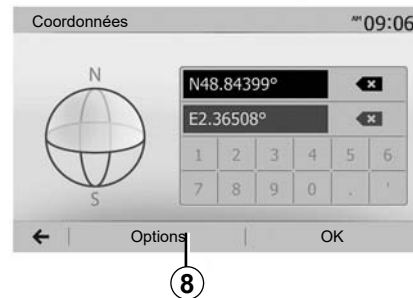 Coordonnées AM 09:06
N
S
N48.84399°
E2.36508°
1 2 3 4 5 6
7 8 9 0 . '
Options OK
8